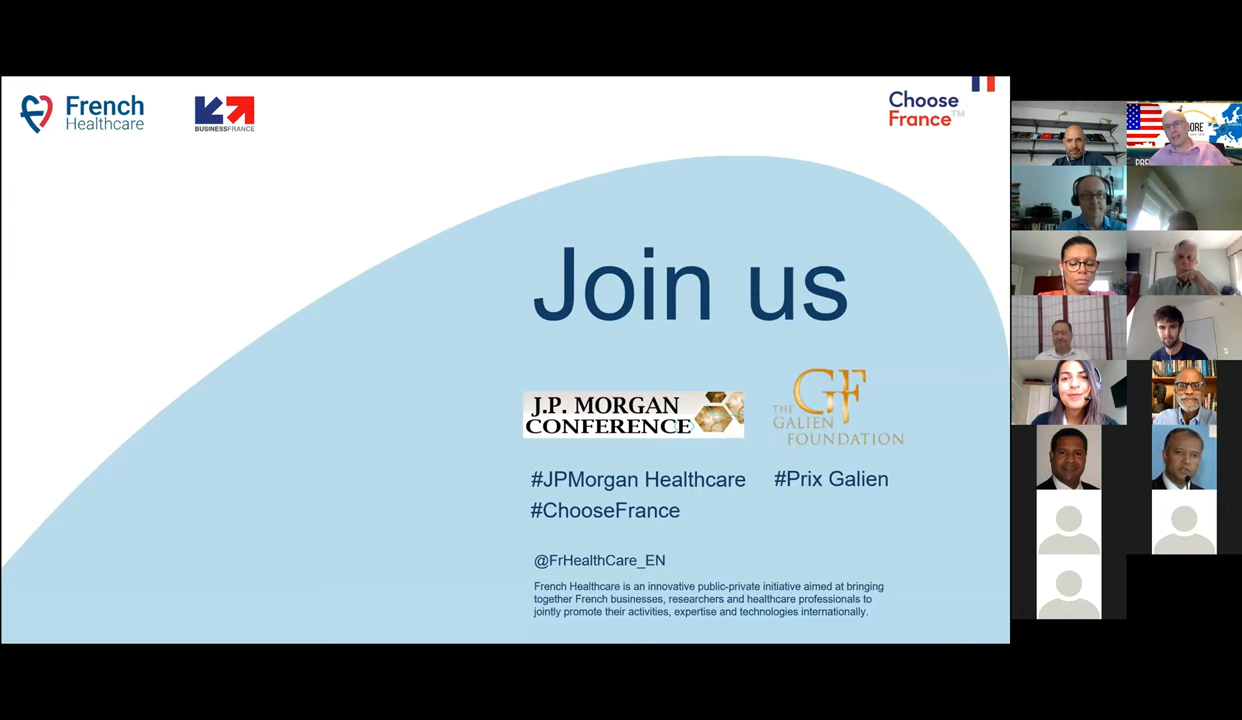 French
Healthcare
BUSINESSFRANCE
Choose
France™
Join us
J.P. MORGAN
CONFERENCE
GF
THE
GALIEN
FOUNDATION
#JPMorgan Healthcare
#Prix Galien
#ChooseFrance
@FrHealthCare_EN
French Healthcare is an innovative public-private initiative aimed at bringing
together French businesses, researchers and healthcare professionals to
jointly promote their activities, expertise and technologies internationally.